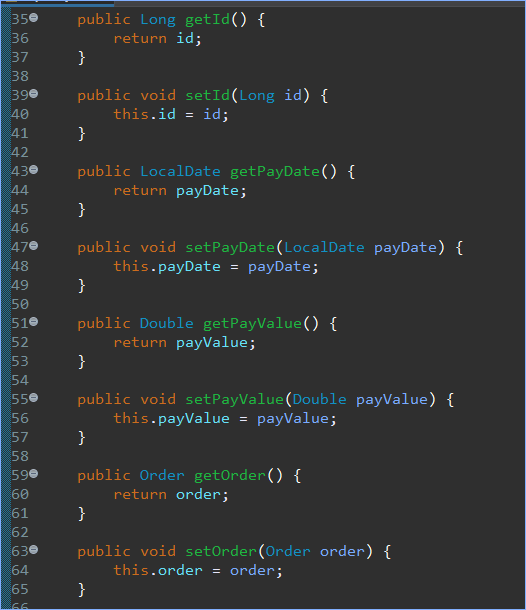 35 public Long getId() {
36 return id;
37 }
38
39 public void setId(Long id) {
40 this.id = id;
41 }
42
43 public LocalDate getPayDate() {
44 return payDate;
45 }
46
47 public void setPayDate(LocalDate payDate) {
48 this.payDate = payDate;
49 }
50
51 public Double getPayValue() {
52 return payValue;
53 }
54
55 public void setPayValue(Double payValue) {
56 this.payValue = payValue;
57 }
58
59 public Order getOrder() {
60 return order;
61 }
62
63 public void setOrder(Order order) {
64 this.order = order;
65 }